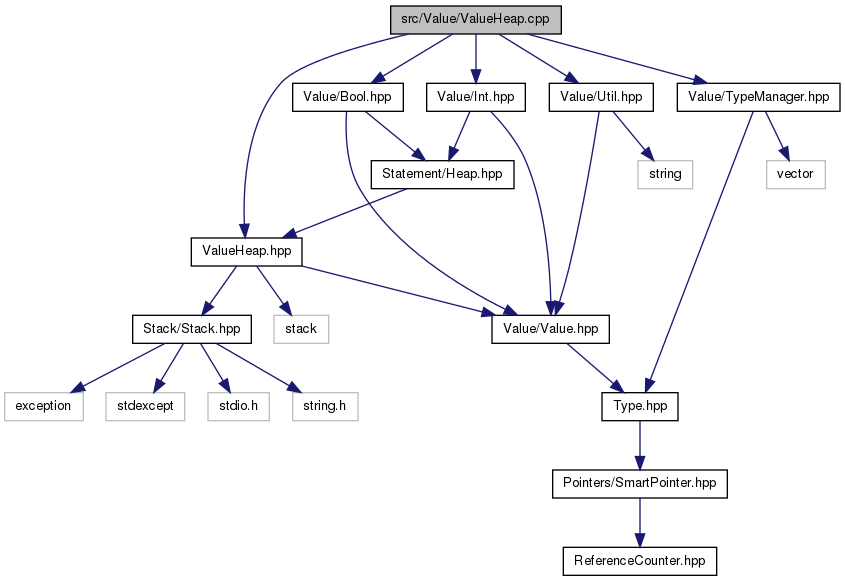 src/Value/ValueHeap.cpp
Value/Bool.hpp
Value/Int.hpp
Value/Util.hpp
Value/TypeManager.hpp
Statement/Heap.hpp
string
vector
ValueHeap.hpp
Stack/Stack.hpp
stack
Value/Value.hpp
exception
stdexcept
stdio.h
string.h
Type.hpp
Pointers/SmartPointer.hpp
ReferenceCounter.hpp